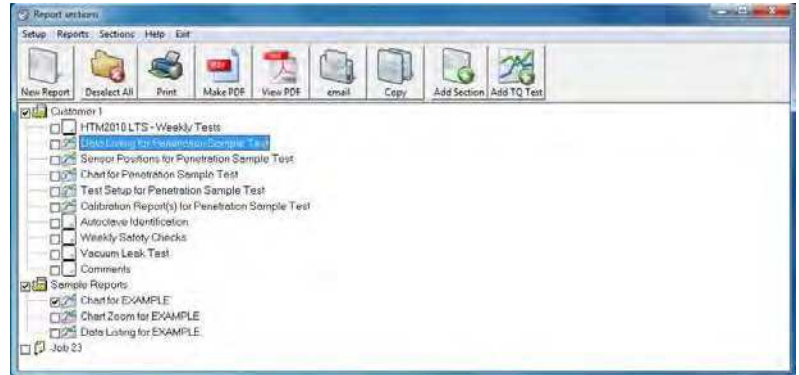 Report sections
Setup Reports Sections Help Exit
New Report Deselect All Print Make PDF View PDF email Copy Add Section Add TQ Test
Customer 1
HTM2010 LTS - Weekly Tests
Data Listing for Penetration Sample Test
Sensor Positions for Penetration Sample Test
Chart for Penetration Sample Test
Test Setup for Penetration Sample Test
Calibration Report(s) for Penetration Sample Test
Autoclave Identification
Weekly Safety Checks
Vacuum Leak Test
Comments
Sample Reports
Chart for EXAMPLE
Chart Zoom for EXAMPLE
Data Listing for EXAMPLE
Job 23